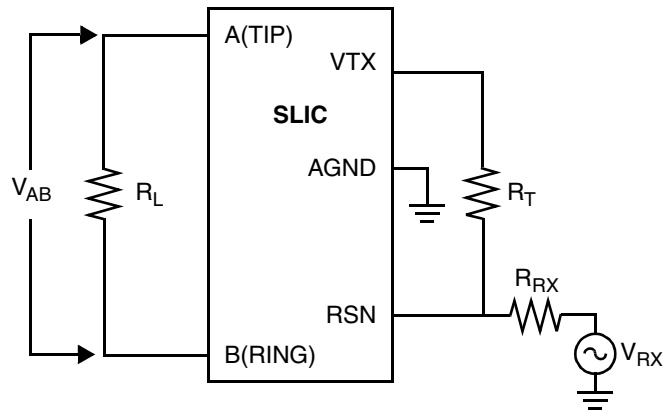 A(TIP)
VTX
SLIC
AGND
V_AB
R_L
R_T
R_RX
RSN
V_RX
B(RING)